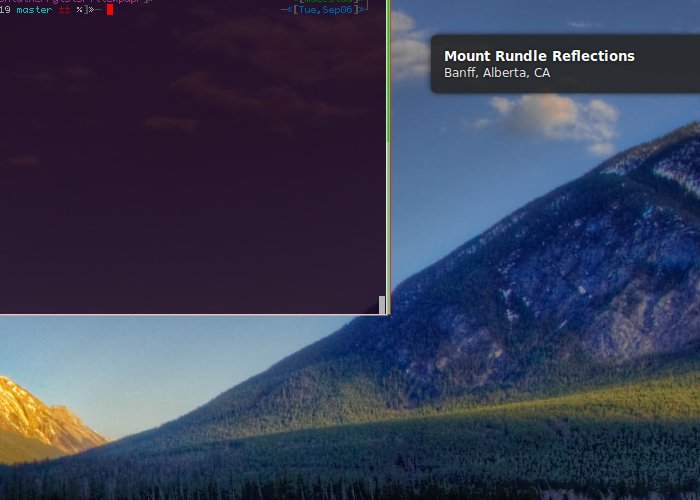 19 master ±± %]»─
─«[Tue,Sep06]»─┘
Mount Rundle Reflections
Banff, Alberta, CA